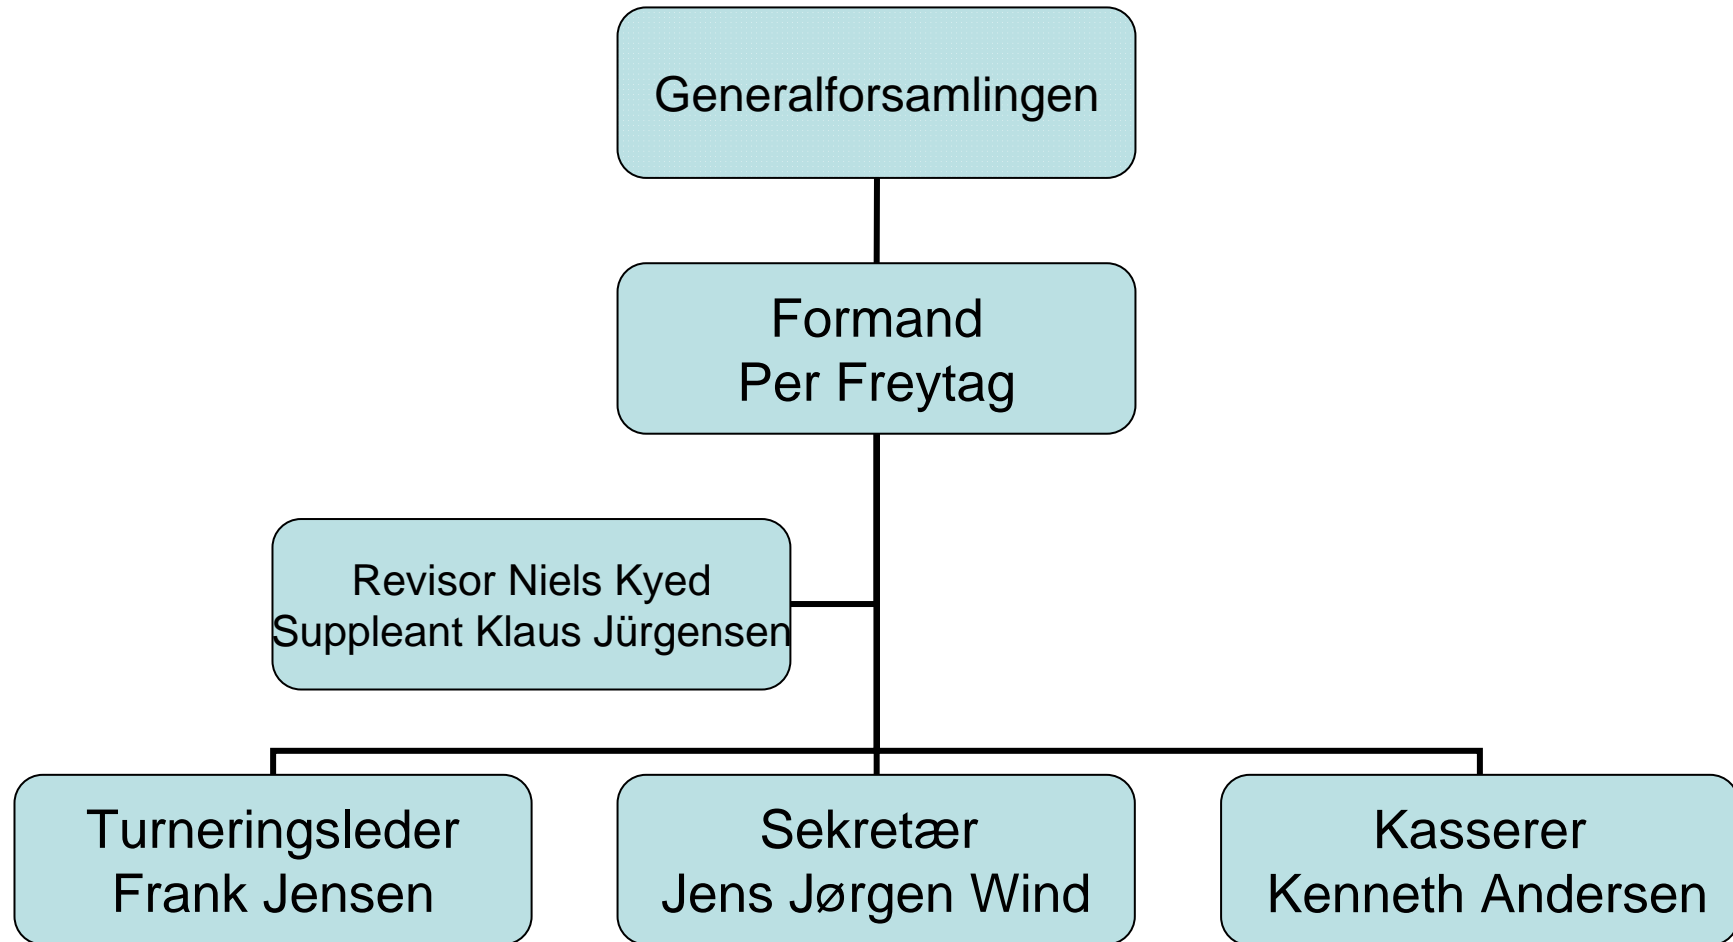 Generalforsamlingen
Formand
Per Freytag
Revisor Niels Kyed
Suppleant Klaus Jürgensen
Turneringsleder
Frank Jensen
Sekretær
Jens Jørgen Wind
Kasserer
Kenneth Andersen